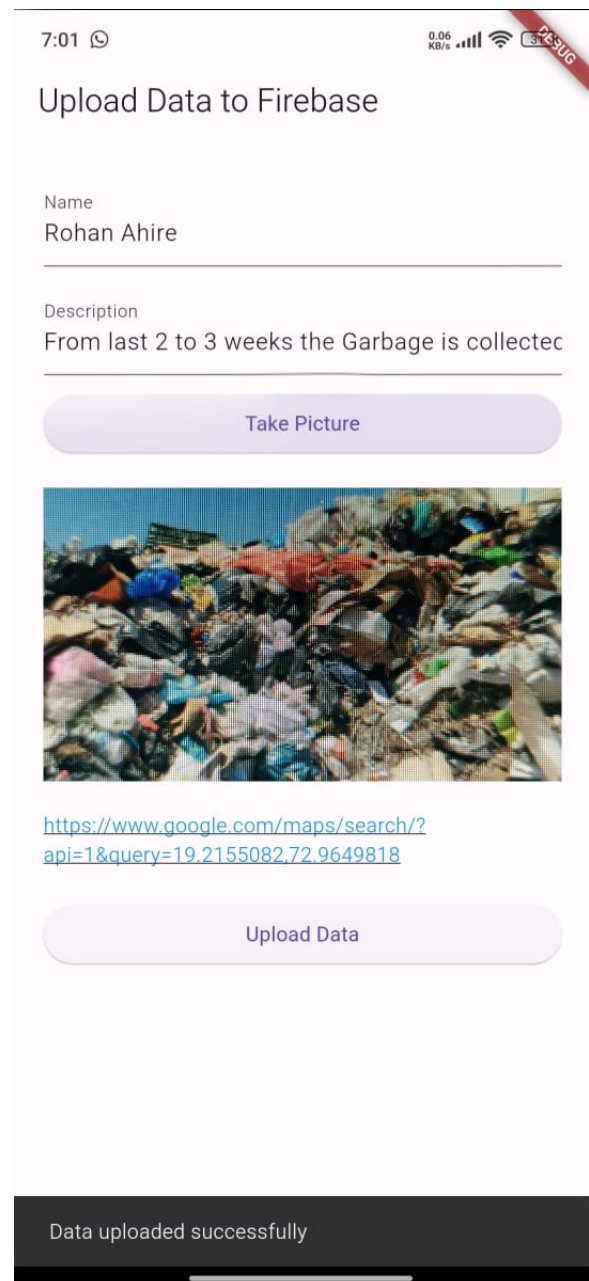 7:01
0.06
KB/s
DEBUG
Upload Data to Firebase
Name
Rohan Ahire
Description
From last 2 to 3 weeks the Garbage is collected
Take Picture
https://www.google.com/maps/search/?
api=1&query=19.2155082,72.9649818
Upload Data
Data uploaded successfully